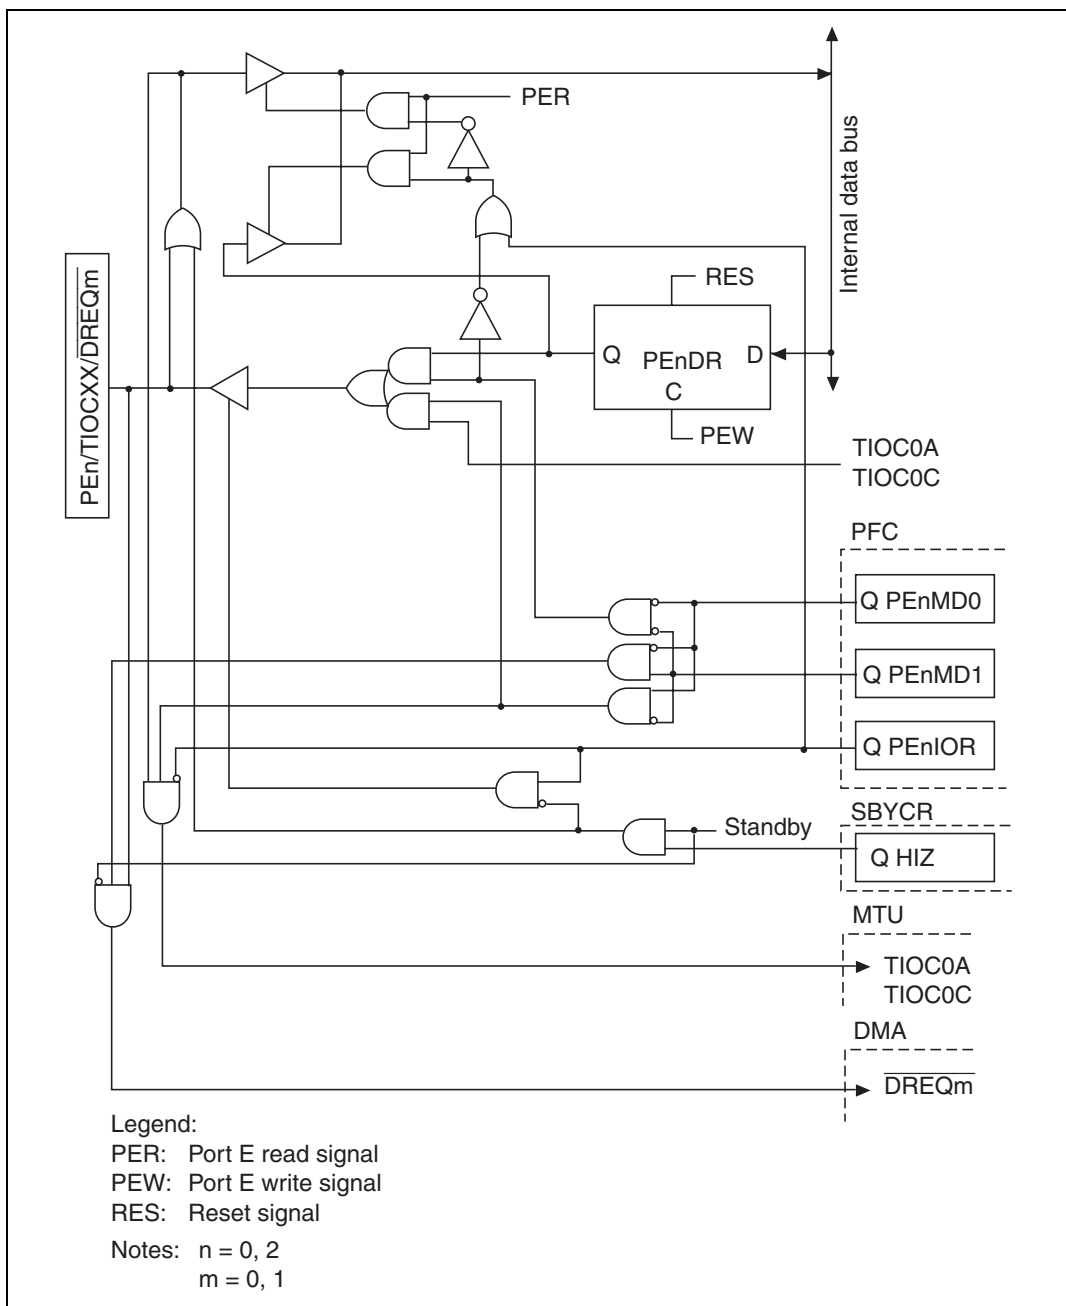 PER
Internal data bus
RES
PEn/TIOCXX/D̅R̅E̅Q̅m̅
Q PEnDR D
C
PEW
TIOC0A
TIOC0C
PFC
Q PEnMD0
Q PEnMD1
Q PEnIOR
SBYCR
Standby
Q HIZ
MTU
TIOC0A
TIOC0C
DMA
D̅R̅E̅Q̅m̅
Legend:
PER: Port E read signal
PEW: Port E write signal
RES: Reset signal
Notes: n = 0, 2
m = 0, 1